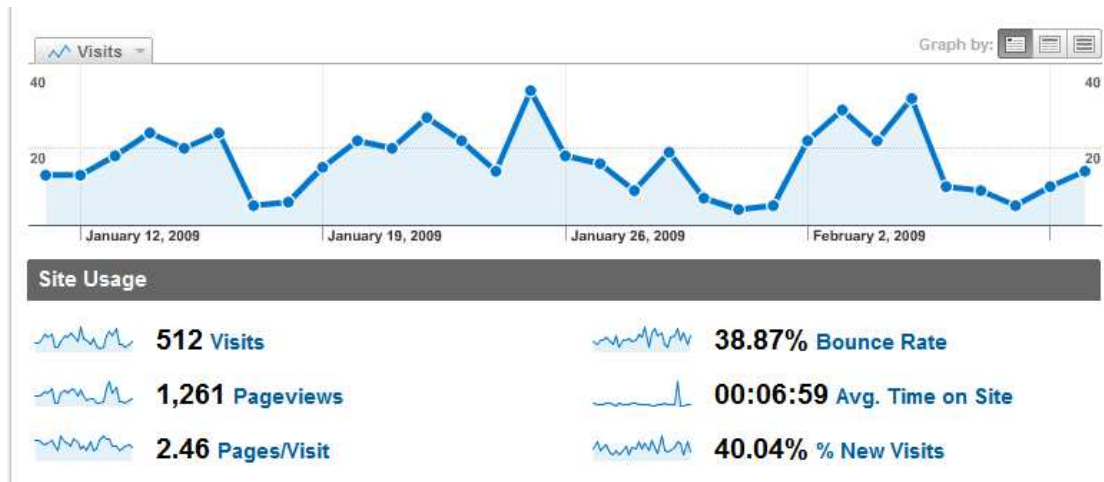 Visits
Graph by:
40 40
20 20
January 12, 2009 January 19, 2009 January 26, 2009 February 2, 2009
Site Usage
512 Visits 38.87% Bounce Rate
1,261 Pageviews 00:06:59 Avg. Time on Site
2.46 Pages/Visit 40.04% % New Visits